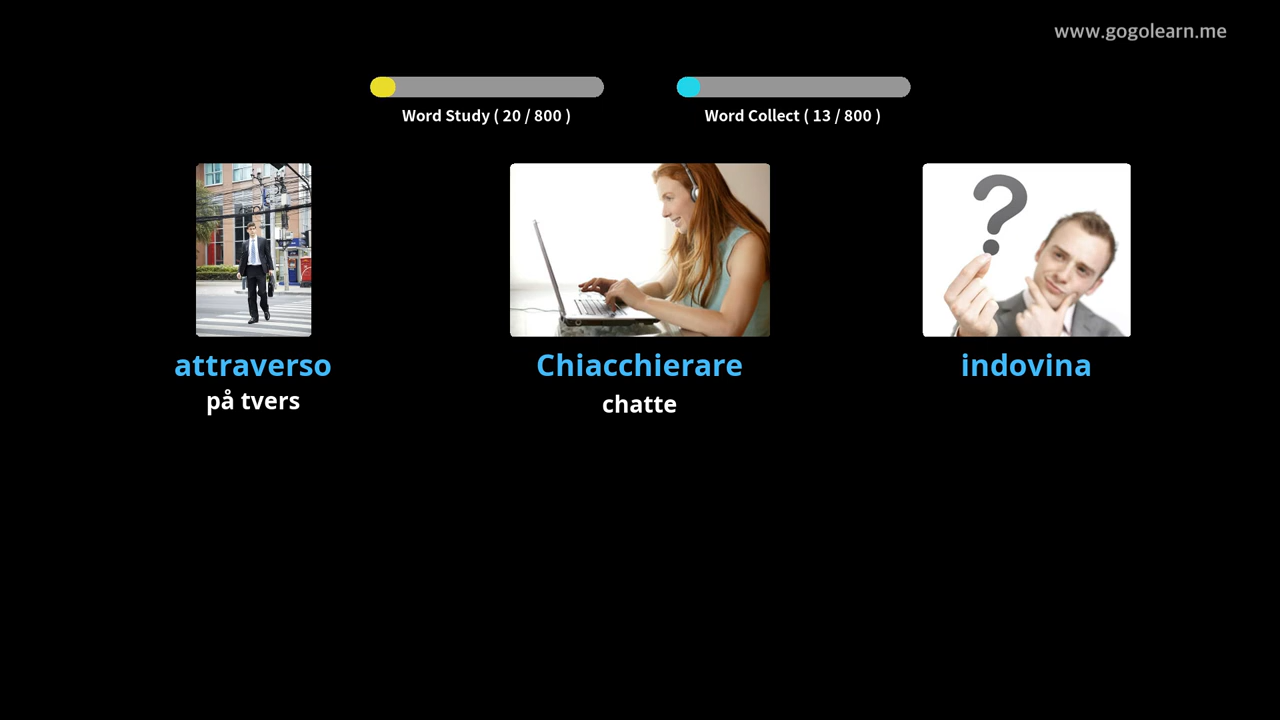 www.gogolearn.me
Word Study ( 20 / 800 )
Word Collect ( 13 / 800 )
attraverso
på tvers
Chiacchierare
chatte
indovina